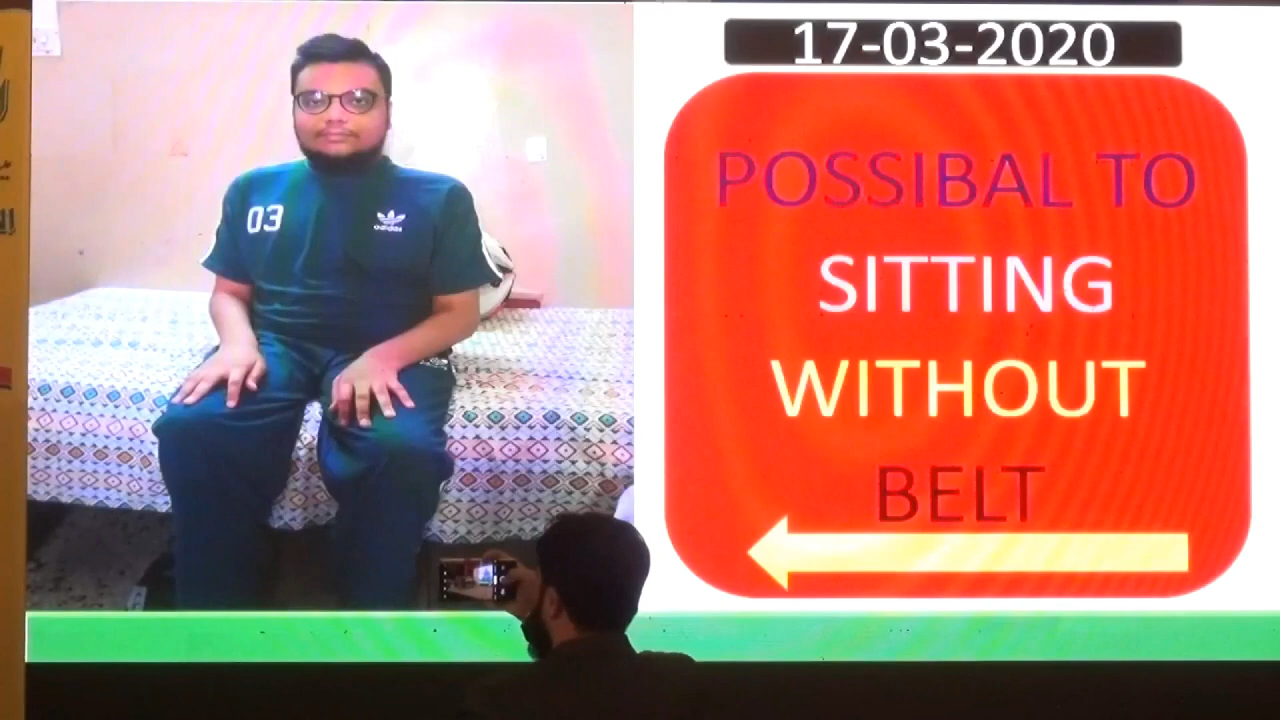 17-03-2020
POSSIBAL TO
SITTING
WITHOUT
BELT
03
adidas